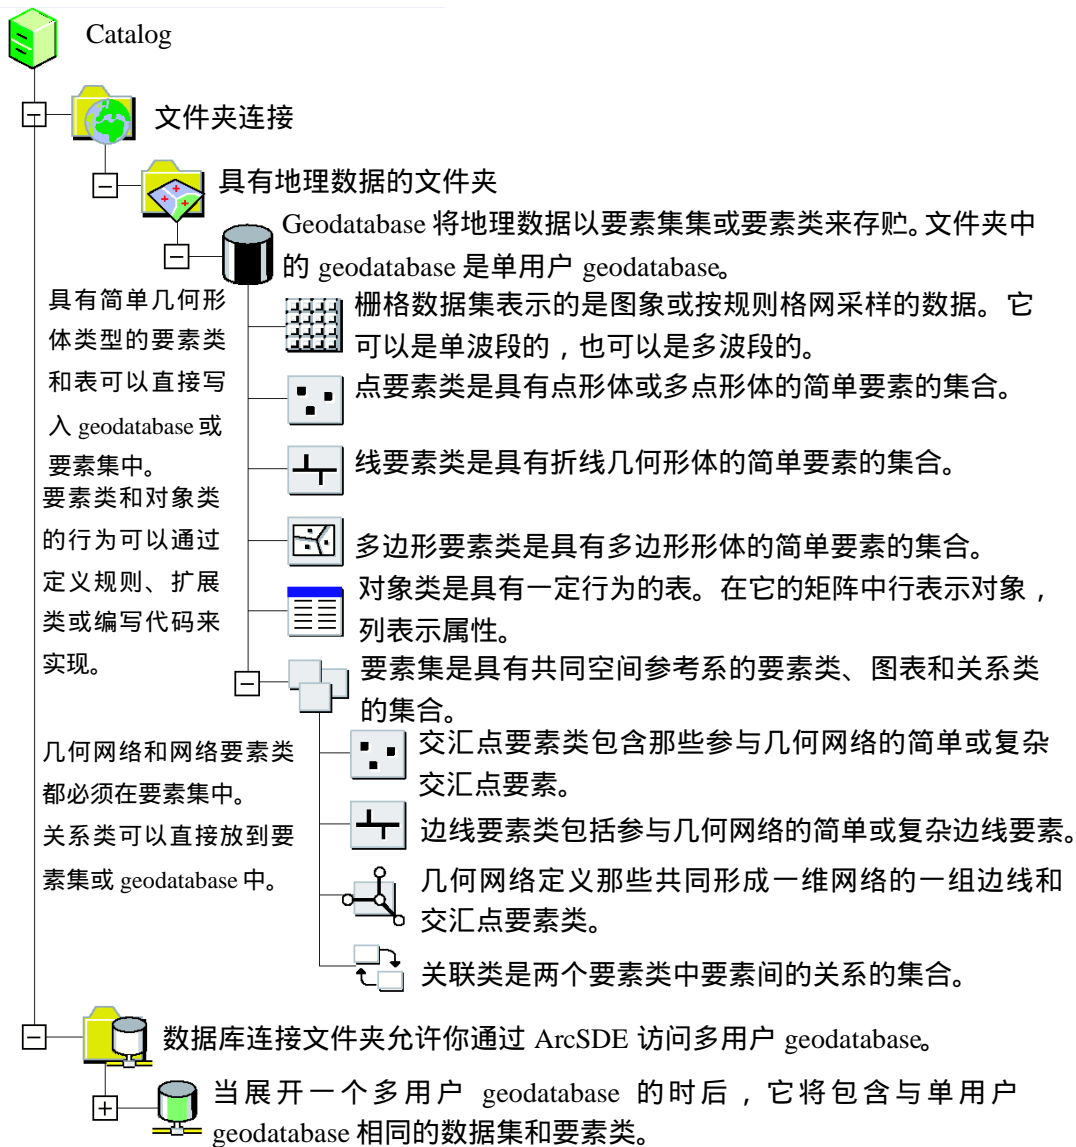 Catalog
文件夹连接
具有地理数据的文件夹
Geodatabase 将地理数据以要素集集或要素类来存贮。文件夹中
的 geodatabase 是单用户 geodatabase。
具有简单几何形
体类型的要素类
和表可以直接写
入 geodatabase 或
要素集中。
要素类和对象类
的行为可以通过
定义规则、扩展
类或编写代码来
实现。
栅格数据集表示的是图象或按规则格网采样的数据。它
可以是单波段的，也可以是多波段的。
点要素类是具有点形体或多点形体的简单要素的集合。
线要素类是具有折线几何形体的简单要素的集合。
多边形要素类是具有多边形形体的简单要素的集合。
对象类是具有一定行为的表。在它的矩阵中行表示对象，
列表示属性。
要素集是具有共同空间参考系的要素类、图表和关系类
的集合。
几何网络和网络要素类
都必须在要素集中。
关系类可以直接放到要
素集或 geodatabase 中。
交汇点要素类包含那些参与几何网络的简单或复杂
交汇点要素。
边线要素类包括参与几何网络的简单或复杂边线要素。
几何网络定义那些共同形成一维网络的一组边线和
交汇点要素类。
关联类是两个要素类中要素间的关系的集合。
数据库连接文件夹允许你通过 ArcSDE 访问多用户 geodatabase。
当展开一个多用户 geodatabase 的时后，它将包含与单用户
geodatabase 相同的数据集和要素类。